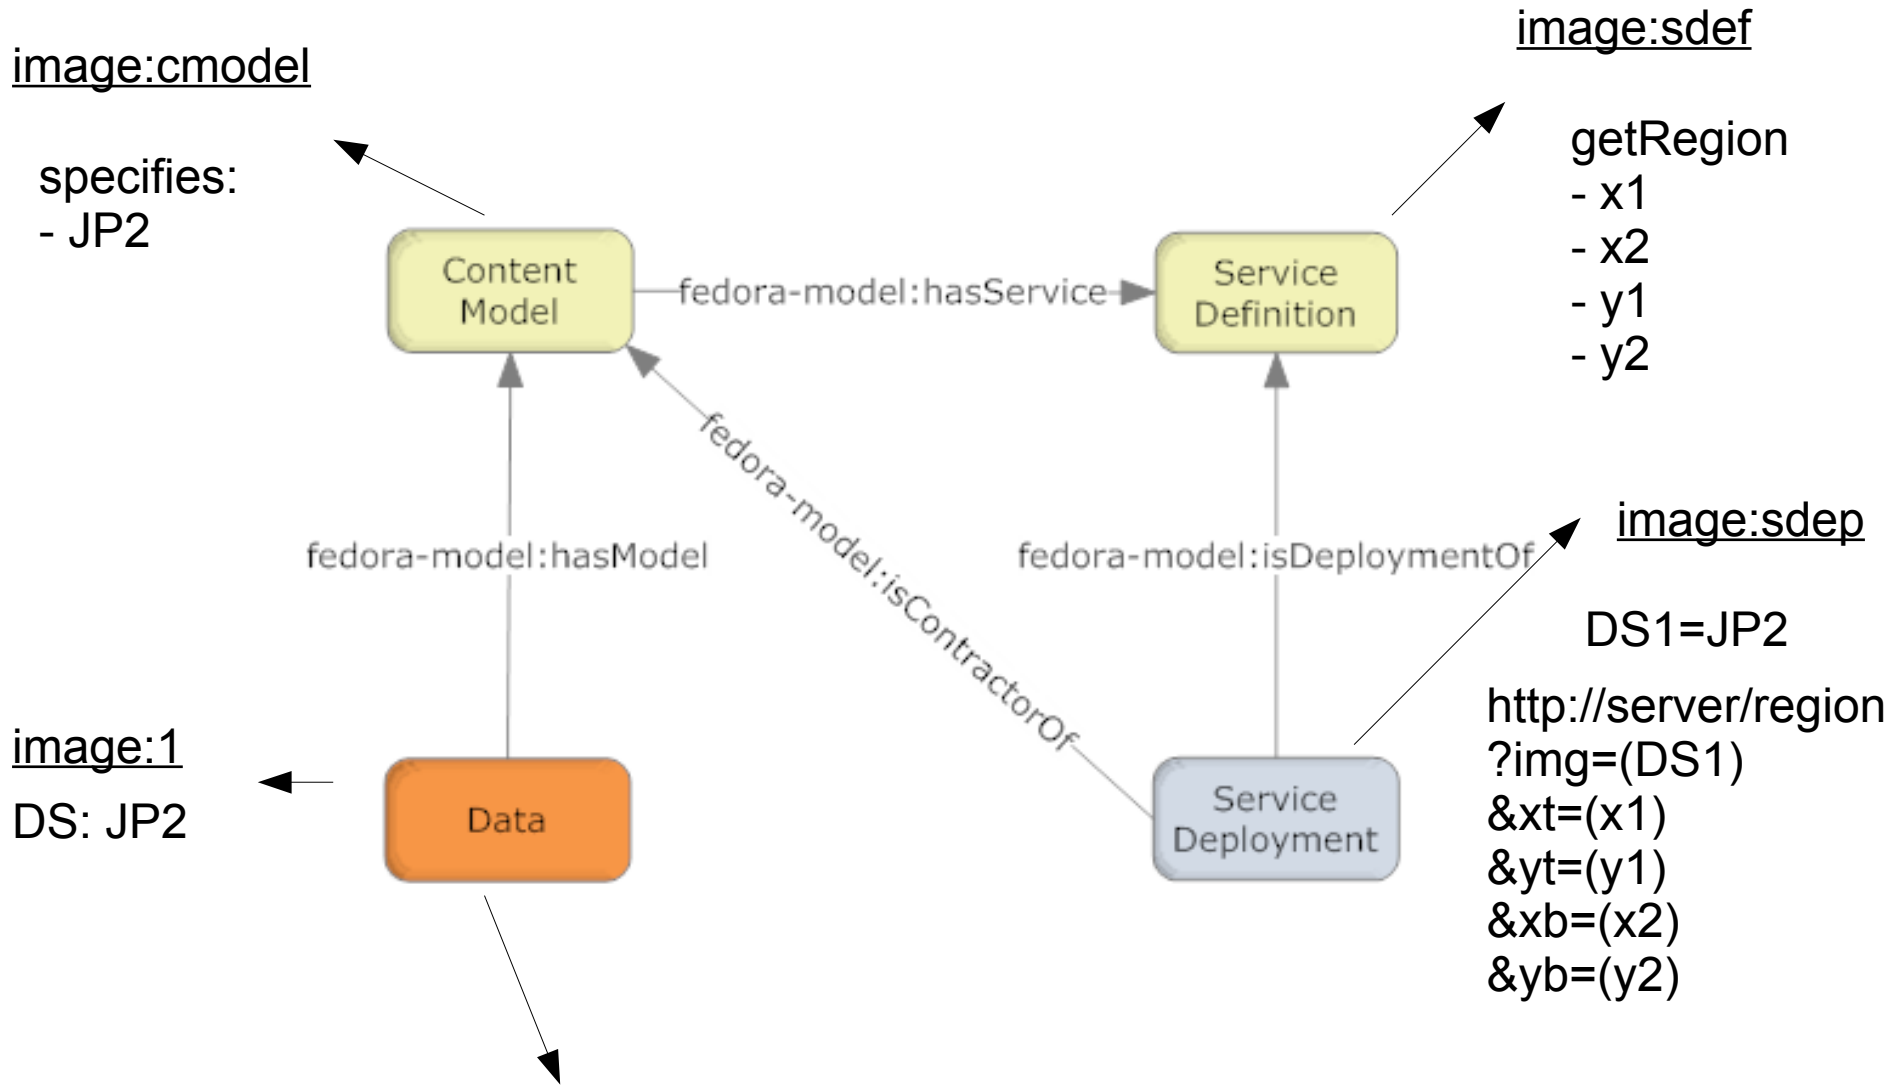 image:cmodel
specifies:
- JP2
image:sdef
getRegion
- x1
- x2
- y1
- y2
Content
Model
fedora-model:hasService
Service
Definition
fedora-model:hasModel
fedora-model:isContractorOf
fedora-model:isDeploymentOf
image:sdep
DS1=JP2
http://server/region
?img=(DS1)
&xt=(x1)
&yt=(y1)
&xb=(x2)
&yb=(y2)
image:1
DS: JP2
Data
Service
Deployment